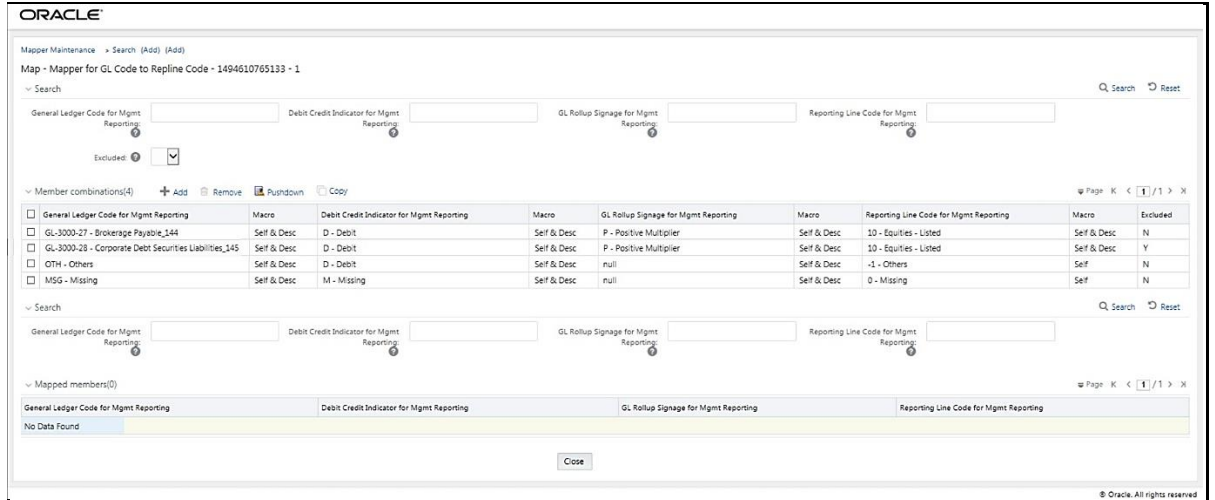 ORACLE
Mapper Maintenance > Search (Add) (Add)
Map - Mapper for GL Code to Repline Code - 1494610765133 - 1
Search Search Reset
General Ledger Code for Mgmt Reporting: Debit Credit Indicator for Mgmt Reporting: GL Rollup Signage for Mgmt Reporting: Reporting Line Code for Mgmt Reporting:
Excluded:
Member combinations(4) Add Remove Pushdown Copy Page K < 1 / 1 >
General Ledger Code for Mgmt Reporting Macro Debit Credit Indicator for Mgmt Reporting Macro GL Rollup Signage for Mgmt Reporting Macro Reporting Line Code for Mgmt Reporting Macro Excluded
GL-3000-27 - Brokerage Payable_144 Self & Desc D - Debit Self & Desc P - Positive Multiplier Self & Desc 10 - Equities - Listed Self & Desc N
GL-3000-28 - Corporate Debt Securities Liabilities_145 Self & Desc D - Debit Self & Desc P - Positive Multiplier Self & Desc 10 - Equities - Listed Self & Desc Y
OTH - Others Self & Desc D - Debit Self & Desc null Self & Desc -1 - Others Self N
MSG - Missing Self & Desc M - Missing Self & Desc null Self & Desc 0 - Missing Self N
Search Search Reset
General Ledger Code for Mgmt Reporting: Debit Credit Indicator for Mgmt Reporting: GL Rollup Signage for Mgmt Reporting: Reporting Line Code for Mgmt Reporting:
Mapped members(0) Page K < 1 / 1 >
General Ledger Code for Mgmt Reporting Debit Credit Indicator for Mgmt Reporting GL Rollup Signage for Mgmt Reporting Reporting Line Code for Mgmt Reporting
No Data Found
Close
© Oracle. All rights reserved